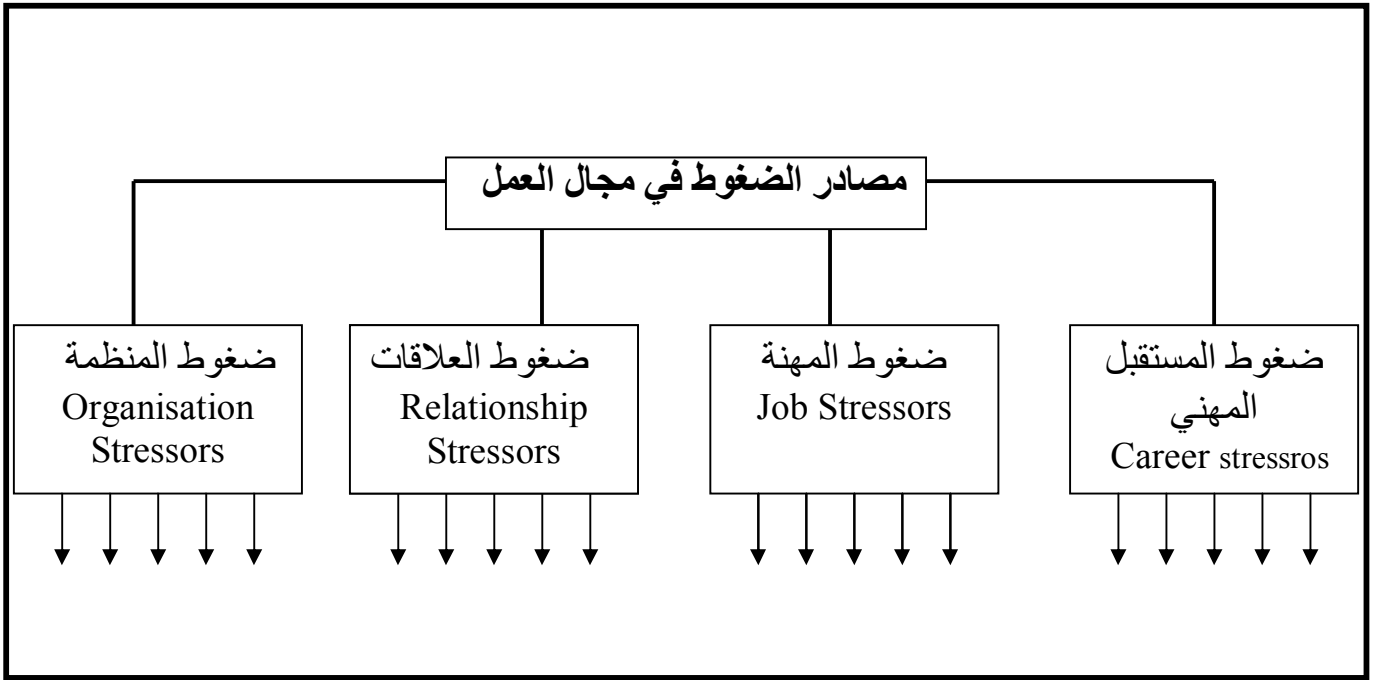 مصادر الضغوط في مجال العمل
ضغوط المستقبل
المهني
Career stressros
ضغوط المهنة
Job Stressors
ضغوط العلاقات
Relationship
Stressors
ضغوط المنظمة
Organisation
Stressors